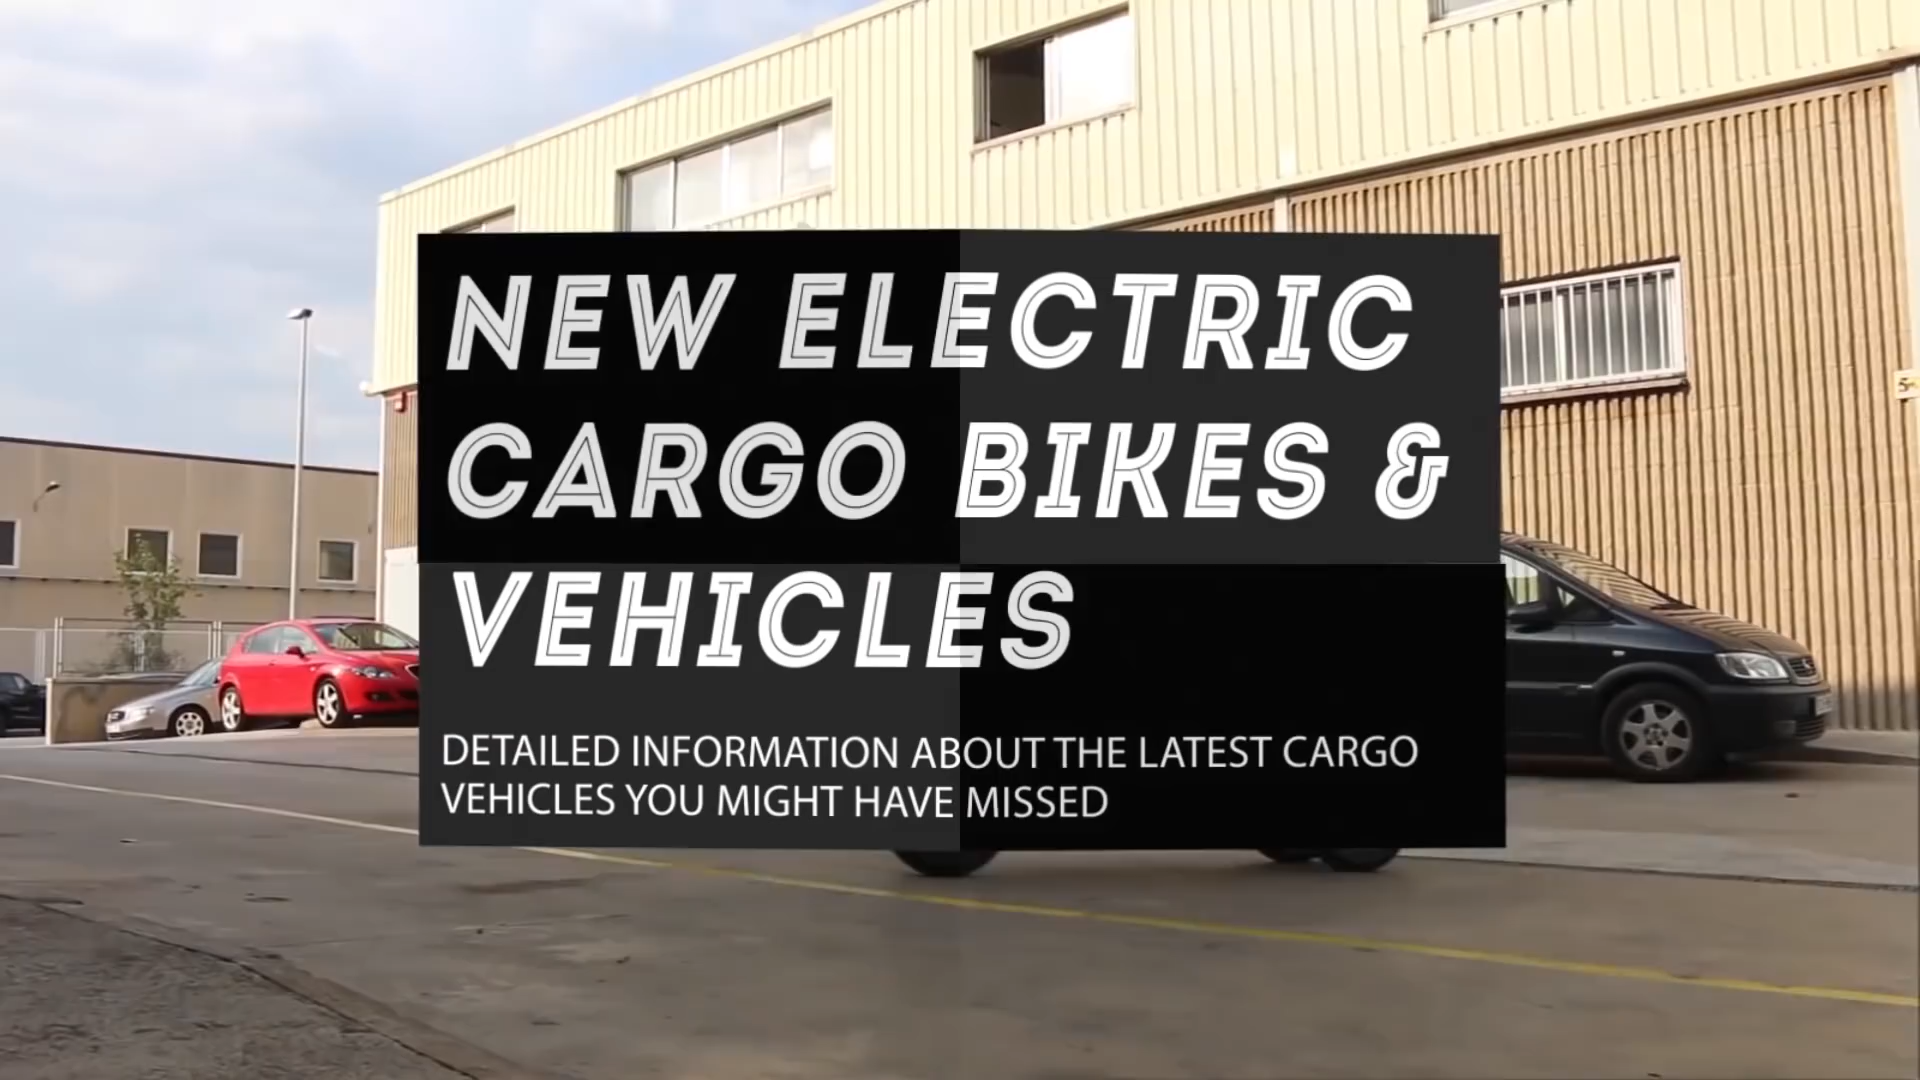 NEW ELECTRIC
CARGO BIKES &
VEHICLES
DETAILED INFORMATION ABOUT THE LATEST CARGO
VEHICLES YOU MIGHT HAVE MISSED